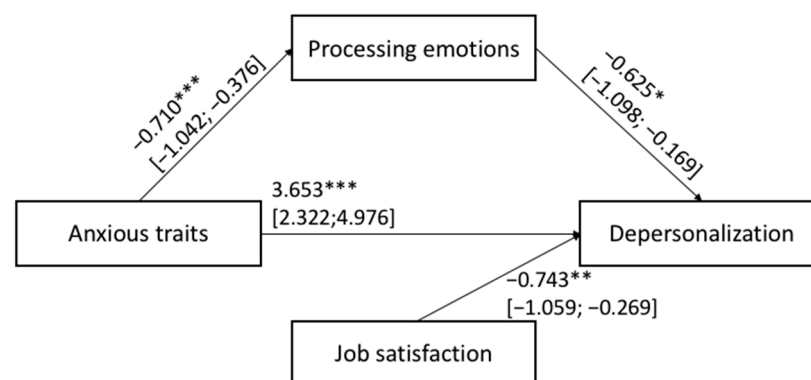 Processing emotions
−0.710***
[−1.042; −0.376]
−0.625*
[−1.098; −0.169]
3.653***
[2.322;4.976]
Anxious traits
Depersonalization
−0.743**
[−1.059; −0.269]
Job satisfaction